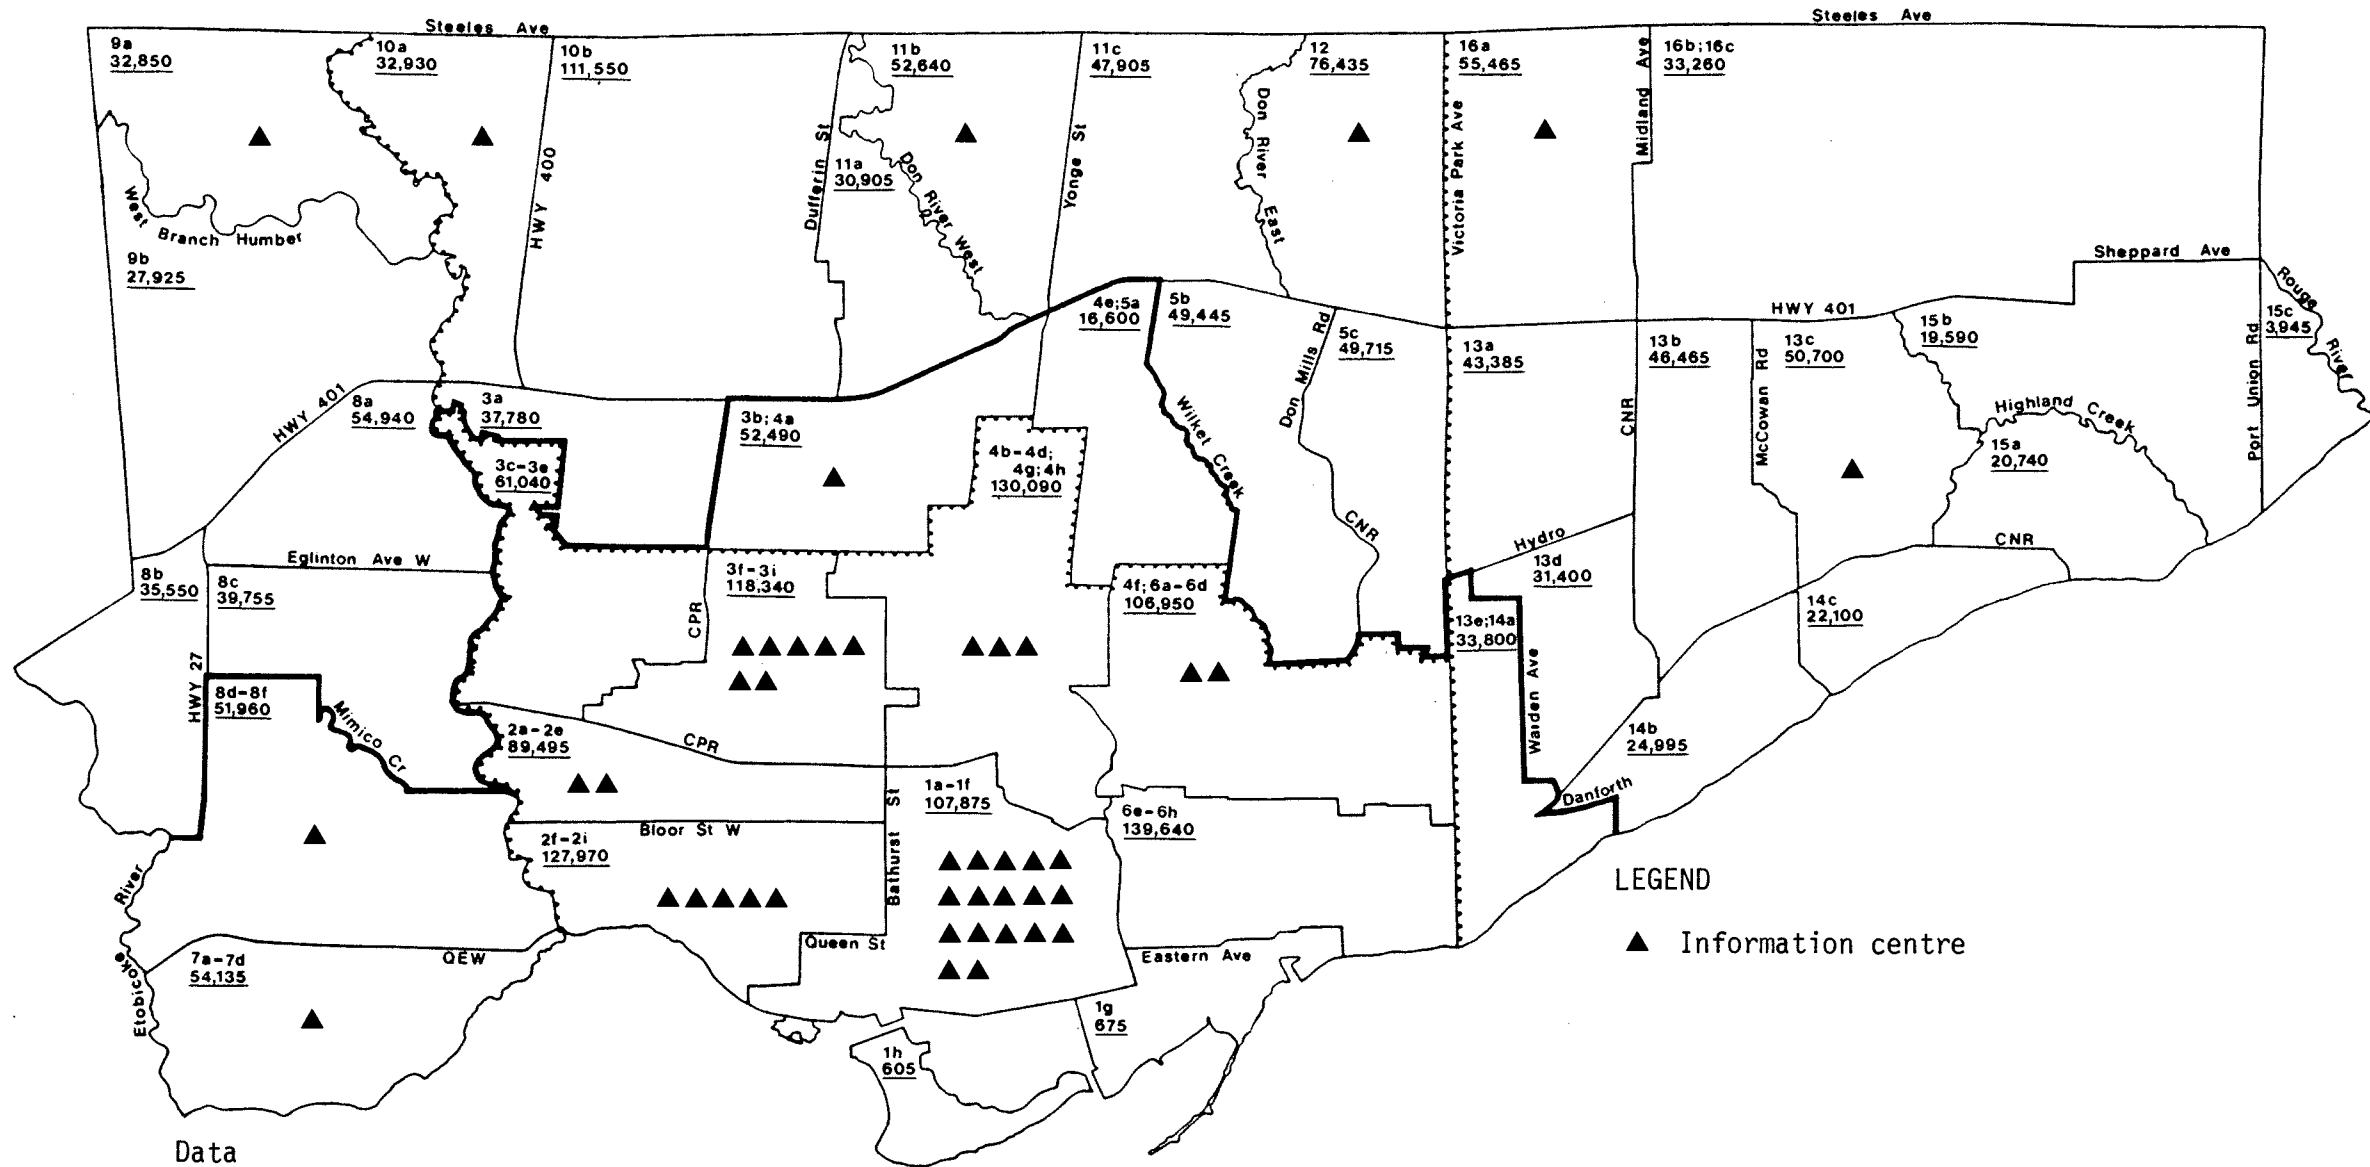 Steeles Ave
Steeles Ave
9a
32,850
10a
32,930
10b
111,550
11b
52,640
11c
47,905
12
76,435
16a
55,465
Midland Ave
16b;16c
33,260
HWY 400
Dufferin St
11a
30,905
Don River West
Yonge St
Don River East
Victoria Park Ave
West Branch Humber
9b
27,925
Sheppard Ave
Rouge River
HWY 401
4e;5a
16,600
5b
49,445
Don Mills Rd
5c
49,715
13a
43,385
13b
46,465
McCowan Rd
13c
50,700
15b
19,590
15c
3,945
Port Union Rd
HWY 401
8a
54,940
3a
37,780
3b;4a
52,490
Wilket Creek
CNR
Highland Creek
15a
20,740
3c-3e
61,040
4b-4d;
4g;4h
130,090
CNR
Hydro
13d
31,400
CNR
Eglinton Ave W
8b
35,550
8c
39,755
CPR
3f-3i
118,340
4f;6a-6d
106,950
13e;14a
33,800
14c
22,100
HWY 27
8d-8f
51,960
Mimico Cr
2a-2e
89,495
CPR
Warden Ave
14b
24,995
Danforth
Bathurst St
1a-1f
107,875
6e-6h
139,640
Bloor St W
2f-2i
127,970
LEGEND
Information centre
Etobicoke River
7a-7d
54,135
QEW
Queen St
Eastern Ave
1g
675
1h
605
Data